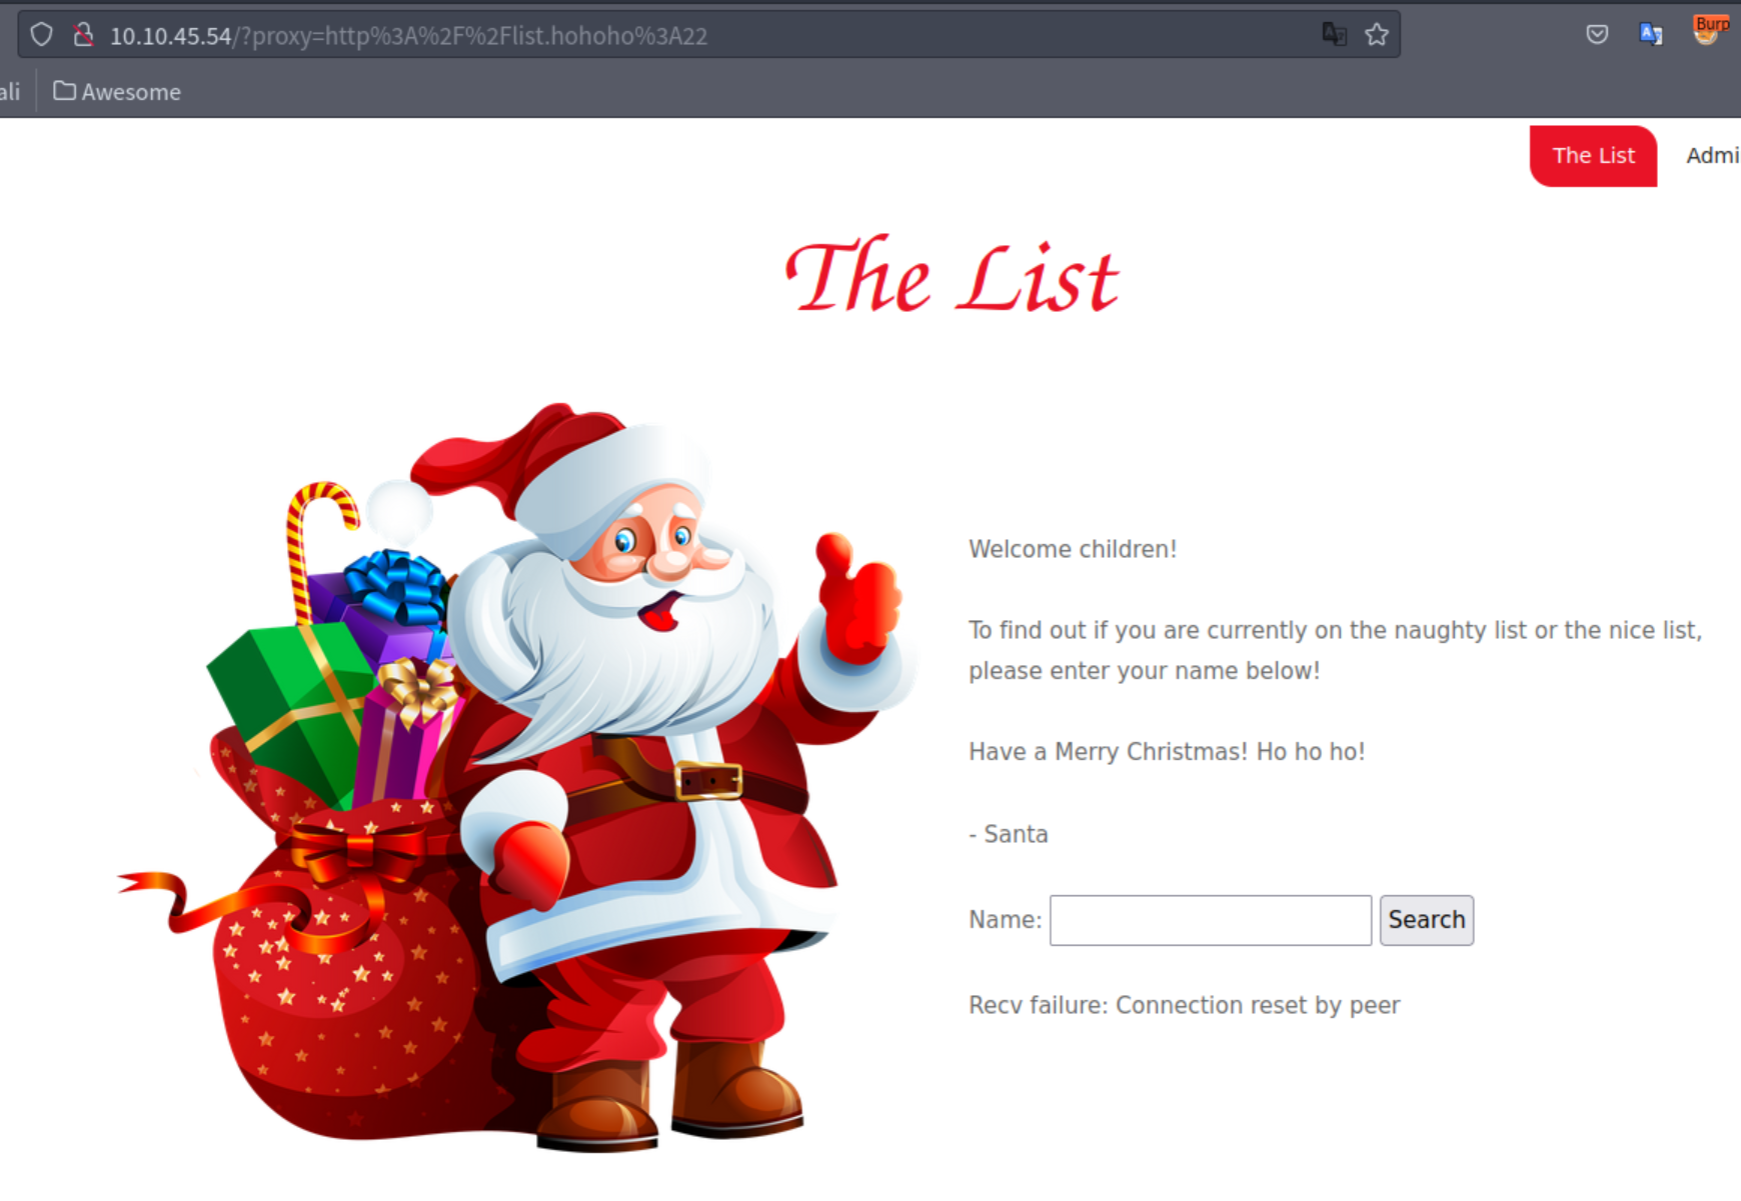 10.10.45.54/?proxy=http%3A%2F%2Flist.hohoho%3A22
Burp
ali
Awesome
The List
Admi
The List
Welcome children!
To find out if you are currently on the naughty list or the nice list,
please enter your name below!
Have a Merry Christmas! Ho ho ho!
- Santa
Name:
Search
Recv failure: Connection reset by peer